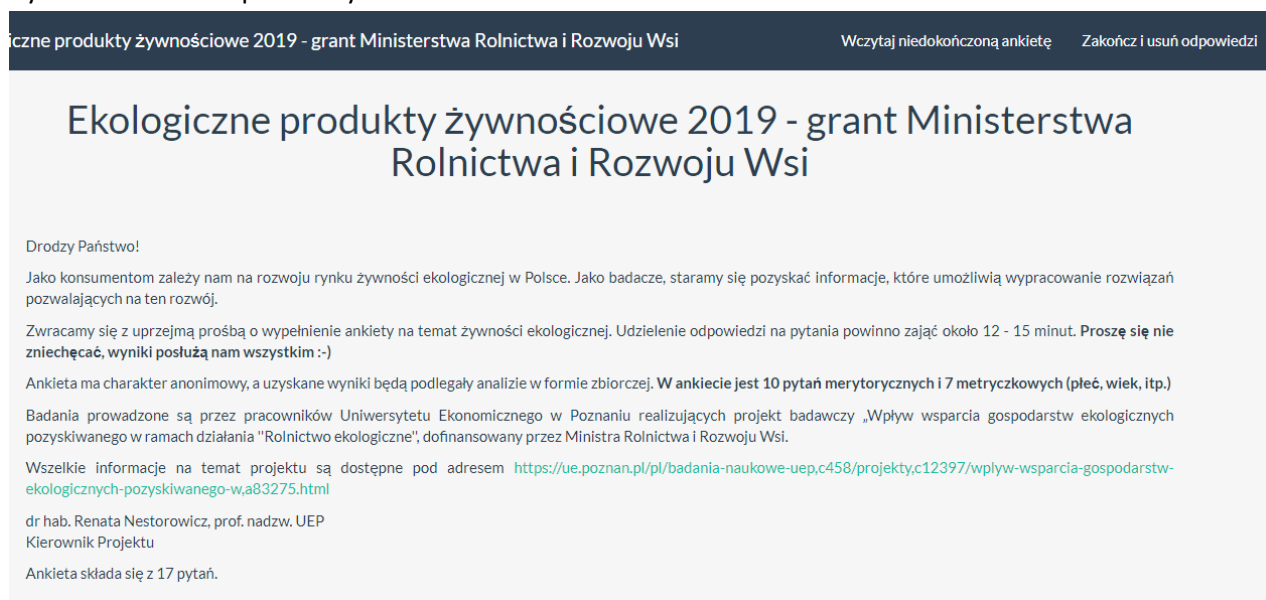 iczne produkty żywnościowe 2019 - grant Ministerstwa Rolnictwa i Rozwoju Wsi Wczytaj niedokończoną ankietę Zakończ i usuń odpowiedzi
Ekologiczne produkty żywnościowe 2019 - grant Ministerstwa
Rolnictwa i Rozwoju Wsi
Drodzy Państwo!
Jako konsumentom zależy nam na rozwoju rynku żywności ekologicznej w Polsce. Jako badacze, staramy się pozyskać informacje, które umożliwią wypracowanie rozwiązań
pozwalających na ten rozwój.
Zwracamy się z uprzejmą prośbą o wypełnienie ankiety na temat żywności ekologicznej. Udzielenie odpowiedzi na pytania powinno zająć około 12 - 15 minut. Proszę się nie
zniechęcać, wyniki posłużą nam wszystkim :-)
Ankieta ma charakter anonimowy, a uzyskane wyniki będą podlegały analizie w formie zbiorczej. W ankiecie jest 10 pytań merytorycznych i 7 metryczkowych (płeć, wiek, itp.)
Badania prowadzone są przez pracowników Uniwersytetu Ekonomicznego w Poznaniu realizujących projekt badawczy „Wpływ wsparcia gospodarstw ekologicznych
pozyskiwanego w ramach działania "Rolnictwo ekologiczne", dofinansowany przez Ministra Rolnictwa i Rozwoju Wsi.
Wszelkie informacje na temat projektu są dostępne pod adresem https://ue.poznan.pl/pl/badania-naukowe-uep,c458/projekty,c12397/wplyw-wsparcia-gospodarstw-
ekologicznych-pozyskiwanego-w,a83275.html
dr hab. Renata Nestorowicz, prof. nadzw. UEP
Kierownik Projektu
Ankieta składa się z 17 pytań.